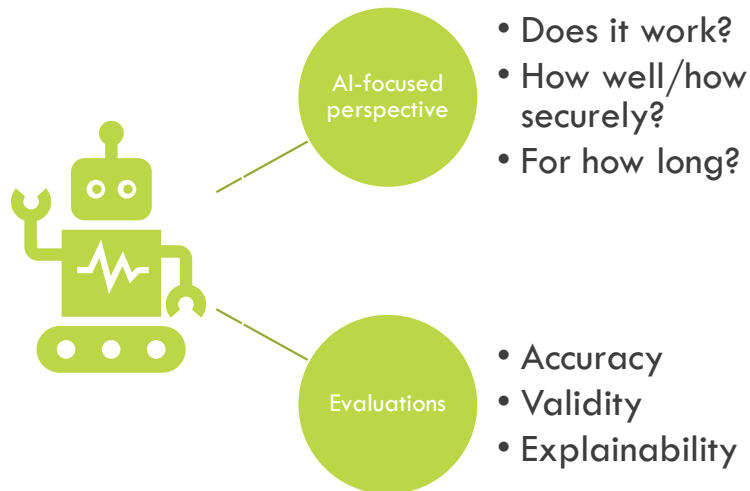 AI-focused
perspective
• Does it work?
• How well/how
securely?
• For how long?
Evaluations
• Accuracy
• Validity
• Explainability